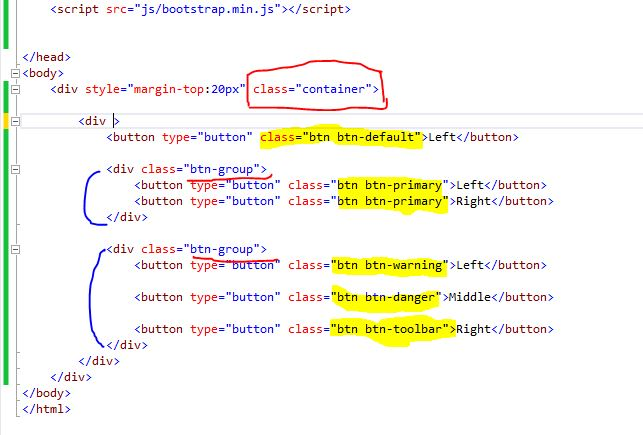 <script src="js/bootstrap.min.js"></script>
</head>
<body>
<div style="margin-top:20px" class="container">
<div >
<button type="button" class="btn btn-default">Left</button>
<div class="btn-group">
<button type="button" class="btn btn-primary">Left</button>
<button type="button" class="btn btn-primary">Right</button>
</div>
<div class="btn-group">
<button type="button" class="btn btn-warning">Left</button>
<button type="button" class="btn btn-danger">Middle</button>
<button type="button" class="btn btn-toolbar">Right</button>
</div>
</div>
</div>
</body>
</html>